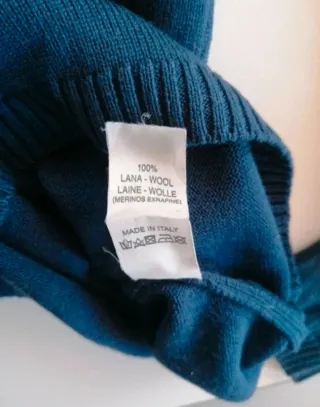 100%
LANA - WOOL
LAINE - WOLLE
(MERINOS EXRAFINE)
MADE IN ITALY